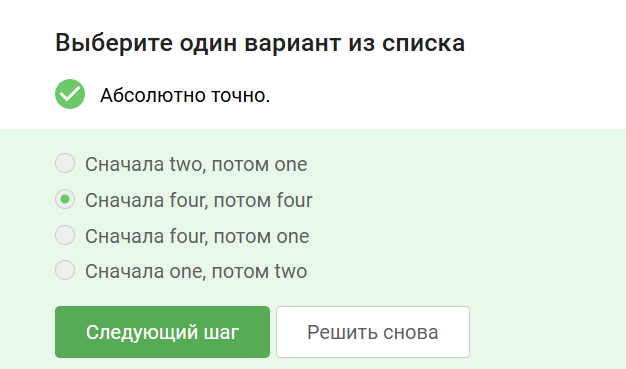 Выберите один вариант из списка
Абсолютно точно.
Сначала two, потом one
Сначала four, потом four
Сначала four, потом one
Сначала one, потом two
Следующий шаг
Решить снова